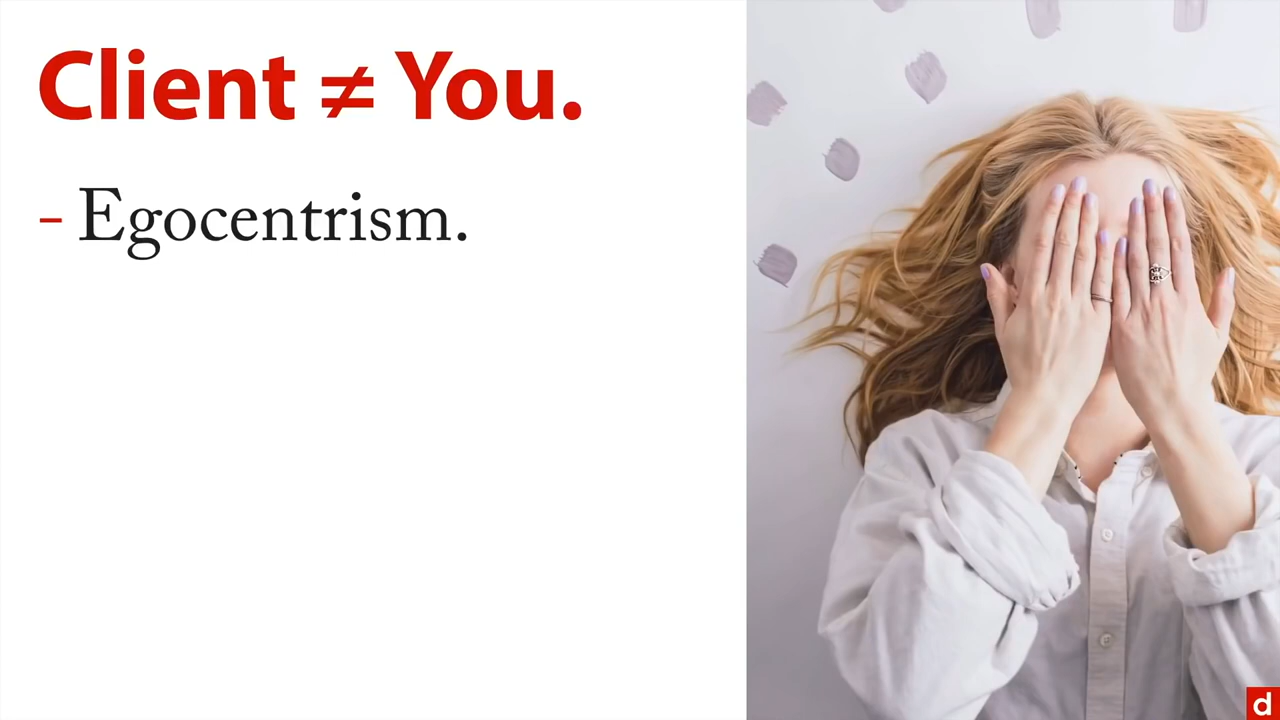 Client ≠ You.
- Egocentrism.
d